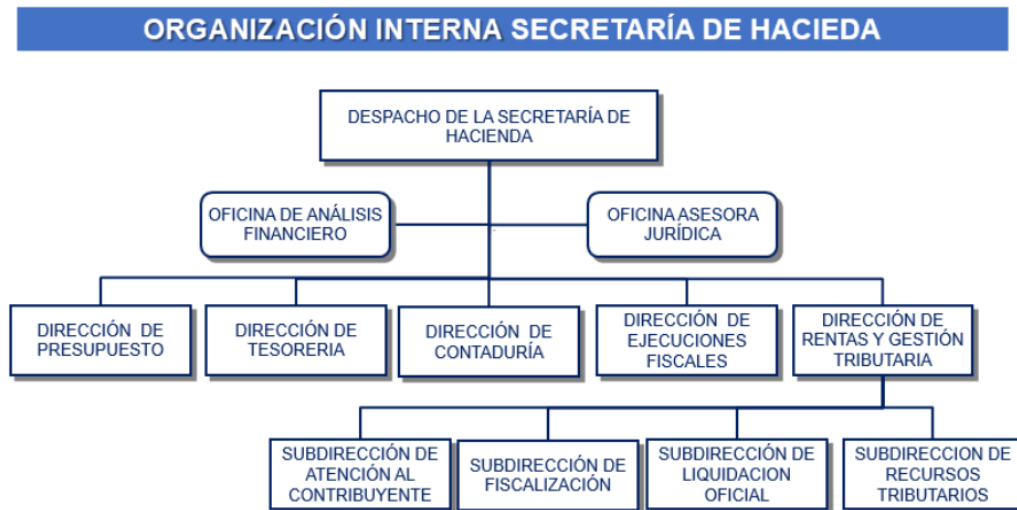 ORGANIZACIÓN INTERNA SECRETARÍA DE HACIEDA
DESPACHO DE LA SECRETARÍA DE
HACIENDA
OFICINA DE ANÁLISIS
FINANCIERO
OFICINA ASESORA
JURÍDICA
DIRECCIÓN DE
PRESUPUESTO
DIRECCIÓN DE
TESORERIA
DIRECCIÓN DE
CONTADURÍA
DIRECCIÓN DE
EJECUCIONES
FISCALES
DIRECCIÓN DE
RENTAS Y GESTIÓN
TRIBUTARIA
SUBDIRECCIÓN DE
ATENCIÓN AL
CONTRIBUYENTE
SUBDIRECCIÓN DE
FISCALIZACIÓN
SUBDIRECCIÓN DE
LIQUIDACION
OFICIAL
SUBDIRECCION DE
RECURSOS
TRIBUTARIOS